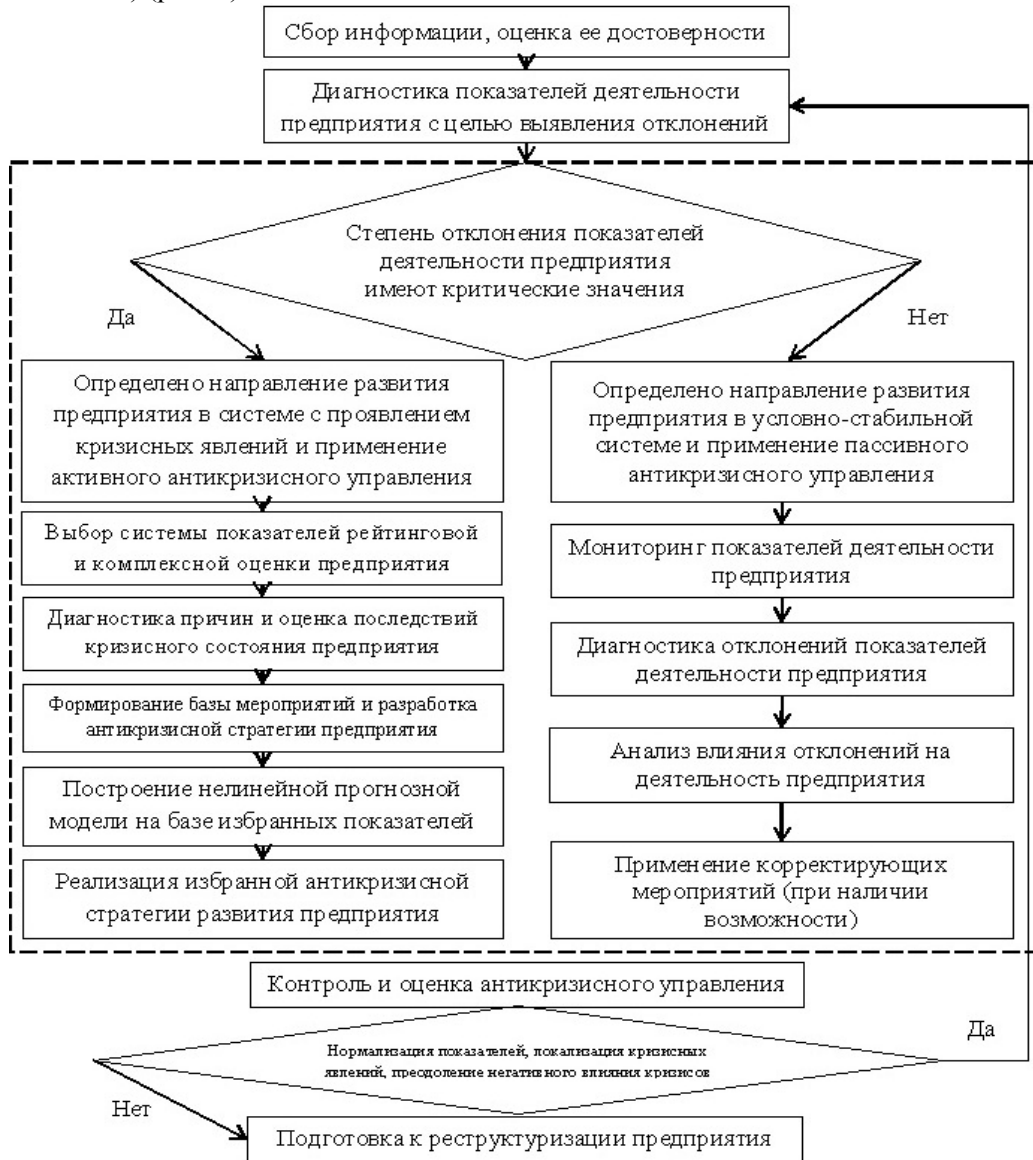 Сбор информации, оценка ее достоверности
Диагностика показателей деятельности
предприятия с целью выявления отклонений
Степень отклонения показателей
деятельности предприятия
имеют критические значения
Да
Нет
Определено направление развития
предприятия в системе с проявлением
кризисных явлений и применение
активного антикризисного управления
Выбор системы показателей рейтинговой
и комплексной оценки предприятия
Диагностика причин и оценка последствий
кризисного состояния предприятия
Формирование базы мероприятий и разработка
антикризисной стратегии предприятия
Построение нелинейной прогнозной
модели на базе избранных показателей
Реализация избранной антикризисной
стратегии развития предприятия
Определено направление развития
предприятия в условно-стабильной
системе и применение пассивного
антикризисного управления
Мониторинг показателей деятельности
предприятия
Диагностика отклонений показателей
деятельности предприятия
Анализ влияния отклонений на
деятельность предприятия
Применение корректирующих
мероприятий (при наличии
возможности)
Контроль и оценка антикризисного управления
Да
Нормализация показателей, локализация кризисных
явлений, преодоление негативного влияния кризисов
Нет
Подготовка к реструктуризации предприятия